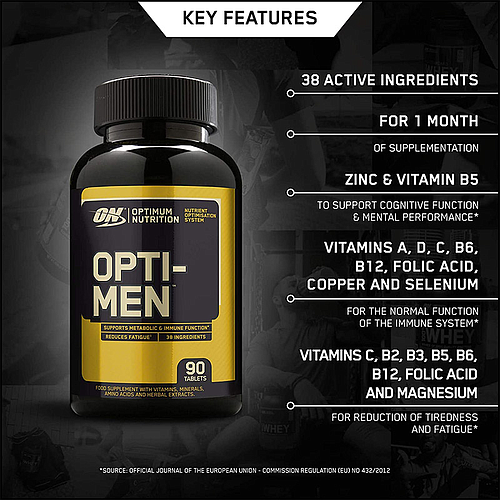 KEY FEATURES
38 ACTIVE INGREDIENTS
FOR 1 MONTH
OF SUPPLEMENTATION
ZINC & VITAMIN B5
TO SUPPORT COGNITIVE FUNCTION
& MENTAL PERFORMANCE*
VITAMINS A, D, C, B6,
B12, FOLIC ACID,
COPPER AND SELENIUM
FOR THE NORMAL FUNCTION
OF THE IMMUNE SYSTEM*
VITAMINS C, B2, B3, B5, B6,
B12, FOLIC ACID
AND MAGNESIUM
FOR REDUCTION OF TIREDNESS
AND FATIGUE*
ON
OPTIMUM
NUTRITION
NUTRIENT
OPTIMISATION
SYSTEM
OPTI-
MEN™
SUPPORTS METABOLIC & IMMUNE FUNCTION*
REDUCES FATIGUE* 38 INGREDIENTS
90
TABLETS
FOOD SUPPLEMENT WITH VITAMINS, MINERALS,
AMINO ACIDS AND HERBAL EXTRACTS.
WHEY
WHEY
WHEY
*SOURCE: OFFICIAL JOURNAL OF THE EUROPEAN UNION - COMMISSION REGULATION (EU) NO 432/2012